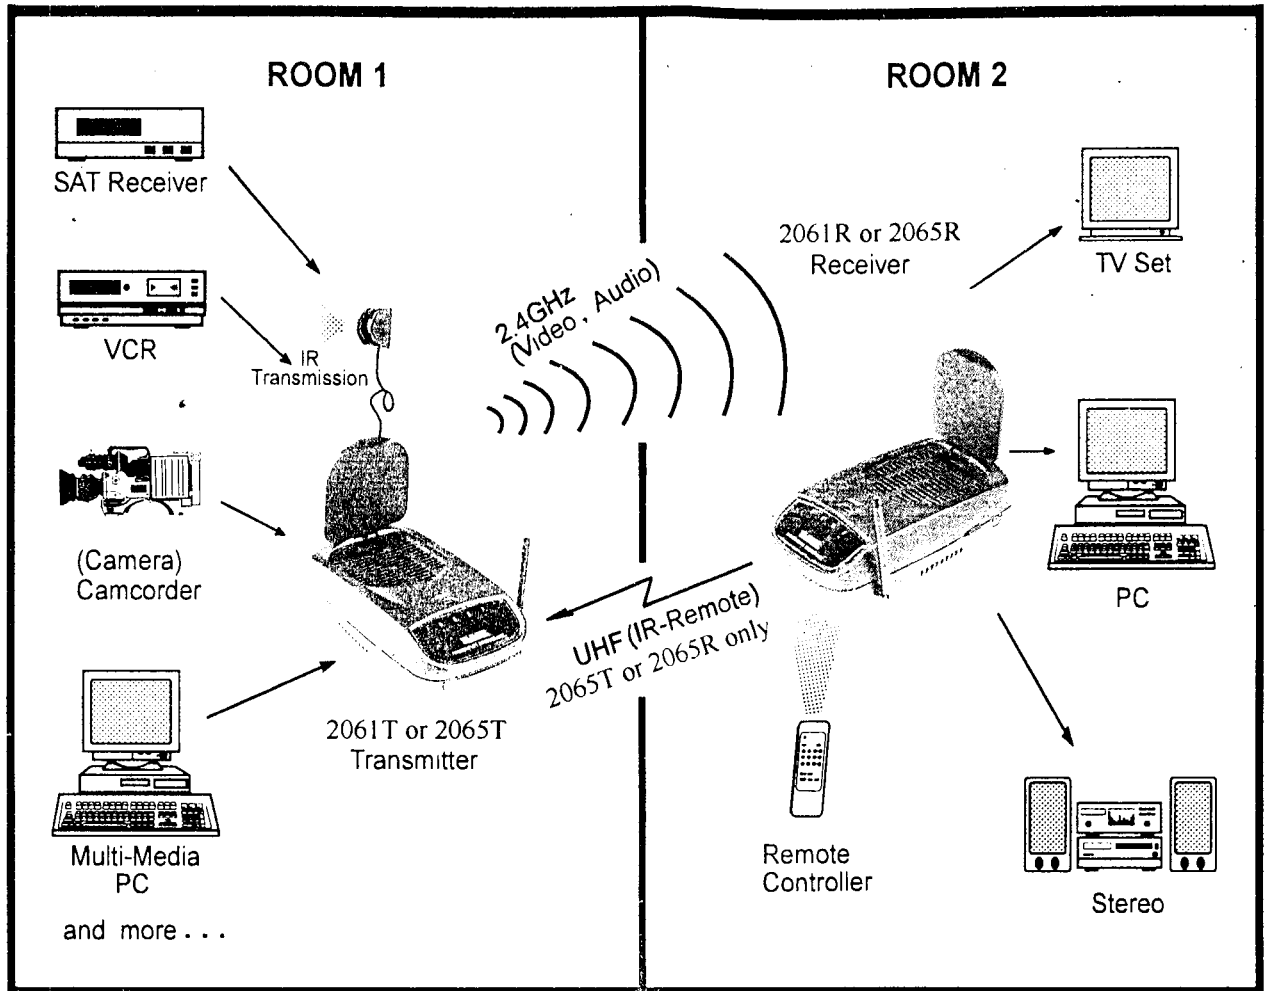 ROOM 1
SAT Receiver
VCR
IR
Transmission
(Camera)
Camcorder
Multi-Media
PC
and more . . .
2061T or 2065T
Transmitter
2.4GHz
(Video , Audio)
UHF (IR-Remote)
2065T or 2065R only
ROOM 2
2061R or 2065R
Receiver
TV Set
PC
Remote
Controller
Stereo